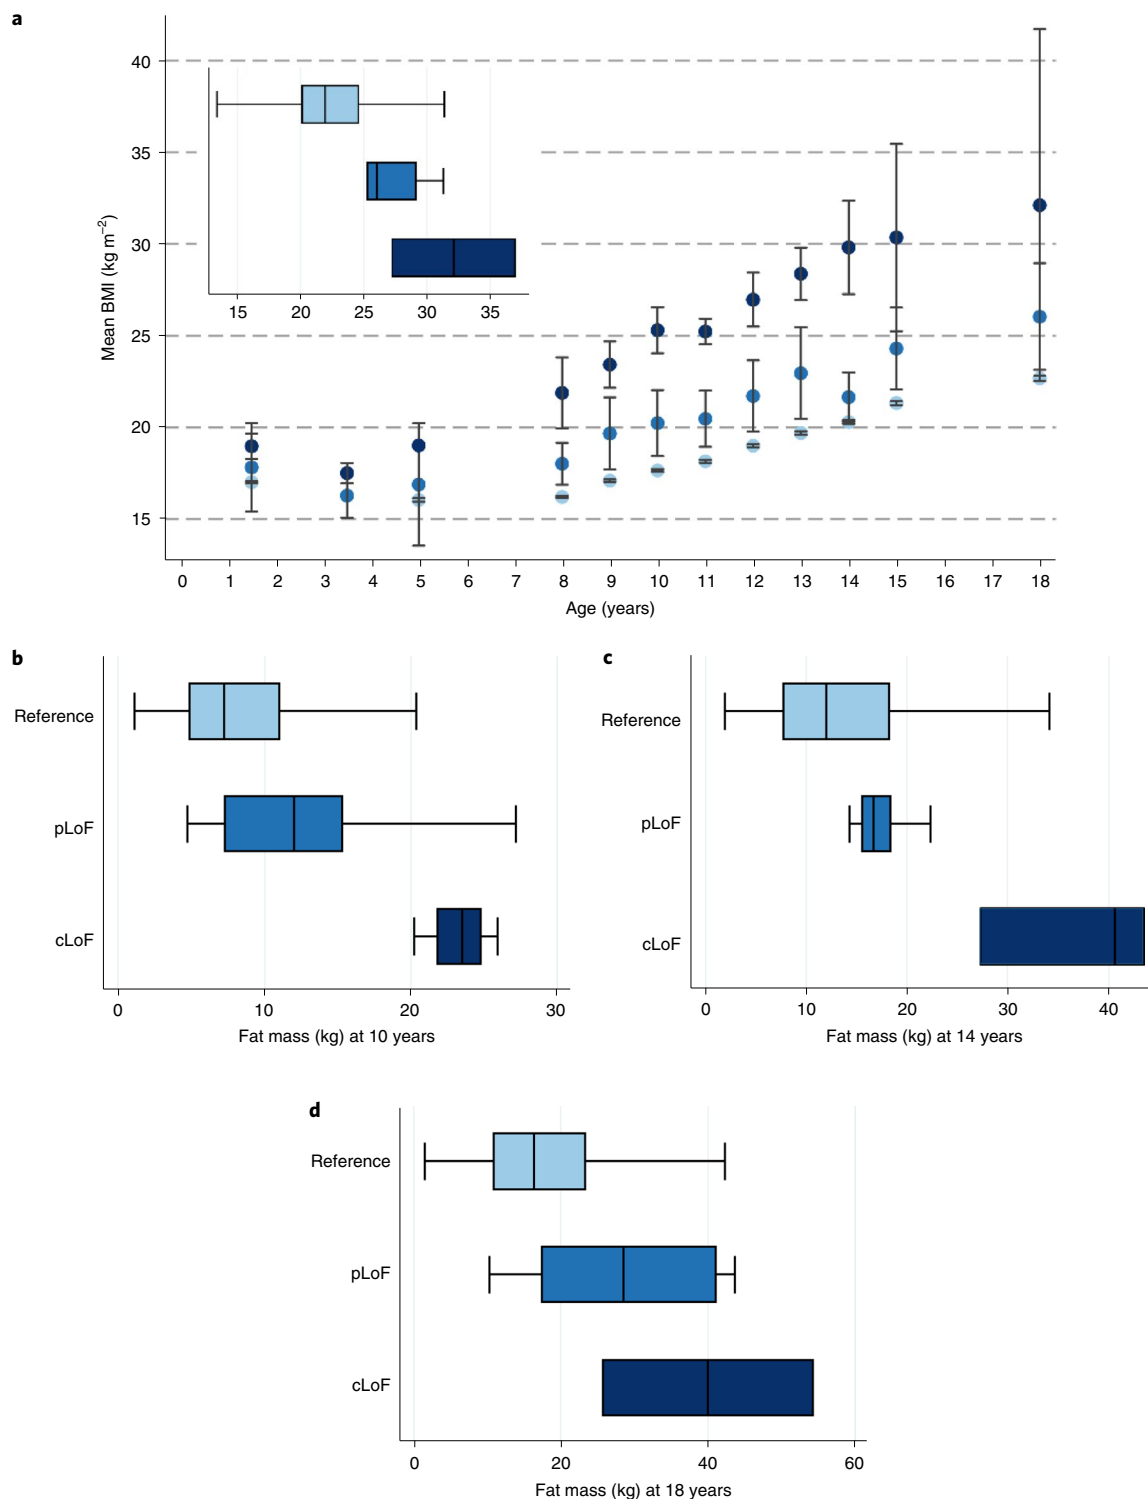 a
Mean BMI (kg m⁻²)
40
35
30
25
20
15
15 20 25 31 35
0 1 2 3 4 5 6 7 8 9 10 11 12 13 14 15 16 17 18
Age (years)
b
Reference
pLoF
cLoF
0 10 20 30
Fat mass (kg) at 10 years
c
Reference
pLoF
cLoF
0 10 20 30 40
Fat mass (kg) at 14 years
d
Reference
pLoF
cLoF
0 20 40 60
Fat mass (kg) at 18 years